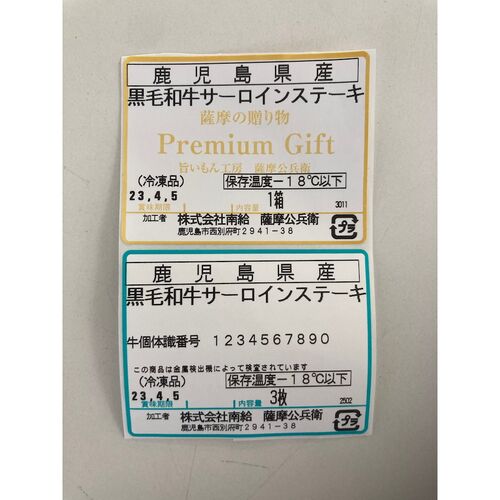 鹿児島県産
黒毛和牛サーロインステーキ
薩摩の贈り物
Premium Gift
旨いもん工房 薩摩公兵衛
(冷凍品) 保存温度-18℃以下
23,4,5 1箱 3011
賞味期限 内容量
加工者 株式会社南給 薩摩公兵衛
鹿児島市西別府町2941-38
プラ
鹿児島県産
黒毛和牛サーロインステーキ
牛個体識番号 1234567890
この商品は金属検出機によって検査されています
(冷凍品) 保存温度-18℃以下
23,4,5 3枚 2502
賞味期限 内容量
加工者 株式会社南給 薩摩公兵衛
鹿児島市西別府町2941-38
プラ